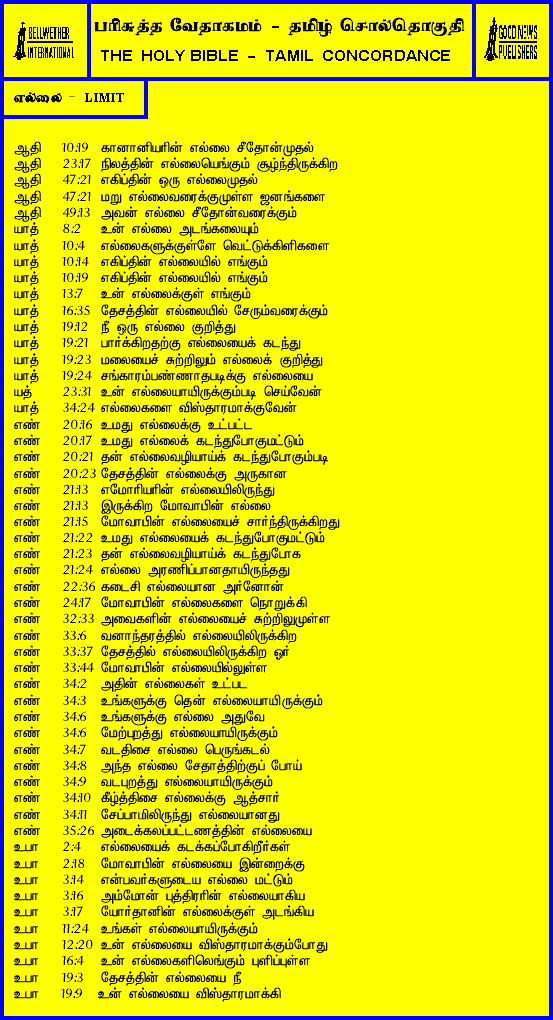 BELLWETHER
INTERNATIONAL
பரிசுத்த வேதாகமம் - தமிழ் சொல்தொகுதி
THE HOLY BIBLE - TAMIL CONCORDANCE
GOOD NEWS
PUBLISHERS
எல்லை - LIMIT
ஆதி 10:19 கானானியரின் எல்லை சீதோன்முதல்
ஆதி 23:17 நிலத்தின் எல்லையெங்கும் சூழ்ந்திருக்கிற
ஆதி 47:21 எகிப்தின் ஒரு எல்லைமுதல்
ஆதி 47:21 மறு எல்லைவரைக்குமுள்ள ஜனங்களை
ஆதி 49:13 அவன் எல்லை சீதோன்வரைக்கும்
யாத் 8:2 உன் எல்லை அடங்கலையும்
யாத் 10:4 எல்லைகளுக்குள்ளே வெட்டுக்கிளிகளை
யாத் 10:14 எகிப்தின் எல்லையில் எங்கும்
யாத் 10:19 எகிப்தின் எல்லையில் எங்கும்
யாத் 13:7 உன் எல்லைக்குள் எங்கும்
யாத் 16:35 தேசத்தின் எல்லையில் சேரும்வரைக்கும்
யாத் 19:12 நீ ஒரு எல்லை குறித்து
யாத் 19:21 பார்க்கிறதற்கு எல்லையைக் கடந்து
யாத் 19:23 மலையைச் சுற்றிலும் எல்லைக் குறித்து
யாத் 19:24 சங்காரம்பண்ணாதபடிக்கு எல்லையை
யத் 23:31 உன் எல்லையாயிருக்கும்படி செய்வேன்
யாத் 34:24 எல்லைகளை விஸ்தாரமாக்குவேன்
எண் 20:16 உமது எல்லைக்கு உட்பட்ட
எண் 20:17 உமது எல்லைக் கடந்துபோகுமட்டும்
எண் 20:21 தன் எல்லைவழியாய்க் கடந்துபோகும்படி
எண் 20:23 தேசத்தின் எல்லைக்கு அருகான
எண் 21:13 எமோரியரின் எல்லையிலிருந்து
எண் 21:13 இருக்கிற மோவாபின் எல்லை
எண் 21:15 மோவாபின் எல்லையைச் சார்ந்திருக்கிறது
எண் 21:22 உமது எல்லையைக் கடந்துபோகுமட்டும்
எண் 21:23 தன் எல்லைவழியாய்க் கடந்துபோக
எண் 21:24 எல்லை அரணிப்பானதாயிருந்தது
எண் 22:36 கடைசி எல்லையான அர்னோன்
எண் 24:17 மோவாபின் எல்லைகளை நொறுக்கி
எண் 32:33 அவைகளின் எல்லையைச் சுற்றிலுமுள்ள
எண் 33:6 வனாந்தரத்தில் எல்லையிலிருக்கிற
எண் 33:37 தேசத்தில் எல்லையிலிருக்கிற ஓர்
எண் 33:44 மோவாபின் எல்லையில்லுள்ள
எண் 34:2 அதின் எல்லைகள் உட்பட
எண் 34:3 உங்களுக்கு தென் எல்லையாயிருக்கும்
எண் 34:6 உங்களுக்கு எல்லை அதுவே
எண் 34:6 மேற்புறத்து எல்லையாயிருக்கும்
எண் 34:7 வடதிசை எல்லை பெருங்கடல்
எண் 34:8 அந்த எல்லை சேதாத்திற்குப் போய்
எண் 34:9 வடபுறத்து எல்லையாயிருக்கும்
எண் 34:10 கீழ்த்திசை எல்லைக்கு ஆத்சார்
எண் 34:11 சேப்பாமிலிருந்து எல்லையானது
எண் 35:26 அடைக்கலப்பட்டணத்தின் எல்லையை
உபா 2:4 எல்லையைக் கடக்கப்போகிறீர்கள்
உபா 2:18 மோவாபின் எல்லையை இன்றைக்கு
உபா 3:14 என்பவர்களுடைய எல்லை மட்டும்
உபா 3:16 அம்மோன் புத்திரரின் எல்லையாகிய
உபா 3:17 யோர்தானின் எல்லைக்குள் அடங்கிய
உபா 11:24 உங்கள் எல்லையாயிருக்கும்
உபா 12:20 உன் எல்லையை விஸ்தாரமாக்கும்போது
உபா 16:4 உன் எல்லைகளிலெங்கும் புளிப்புள்ள
உபா 19:3 தேசத்தின் எல்லையை நீ
உபா 19:9 உன் எல்லையை விஸ்தாரமாக்கி